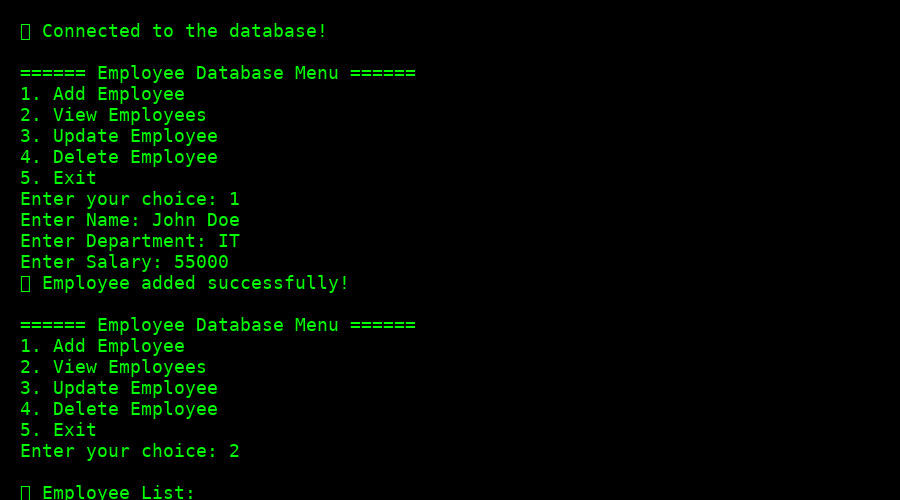 ▯ Connected to the database!
====== Employee Database Menu ======
1. Add Employee
2. View Employees
3. Update Employee
4. Delete Employee
5. Exit
Enter your choice: 1
Enter Name: John Doe
Enter Department: IT
Enter Salary: 55000
▯ Employee added successfully!
====== Employee Database Menu ======
1. Add Employee
2. View Employees
3. Update Employee
4. Delete Employee
5. Exit
Enter your choice: 2
▯ Employee List: